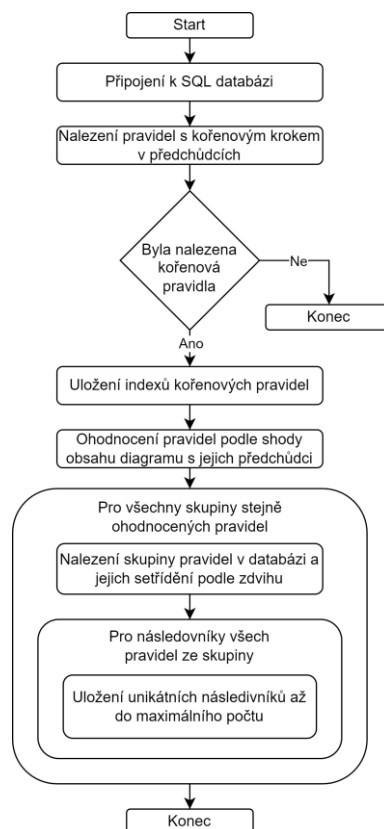 Start
Připojení k SQL databázi
Nalezení pravidel s kořenovým krokem
v předchůdcích
Byla nalezena
kořenová
pravidla
Ne
Konec
Ano
Uložení indexů kořenových pravidel
Ohodnocení pravidel podle shody
obsahu diagramu s jejich předchůdci
Pro všechny skupiny stejně
ohodnocených pravidel
Nalezení skupiny pravidel v databázi a
jejich setřídění podle zdvihu
Pro následovníky všech
pravidel ze skupiny
Uložení unikátních následivníků až
do maximálního počtu
Konec